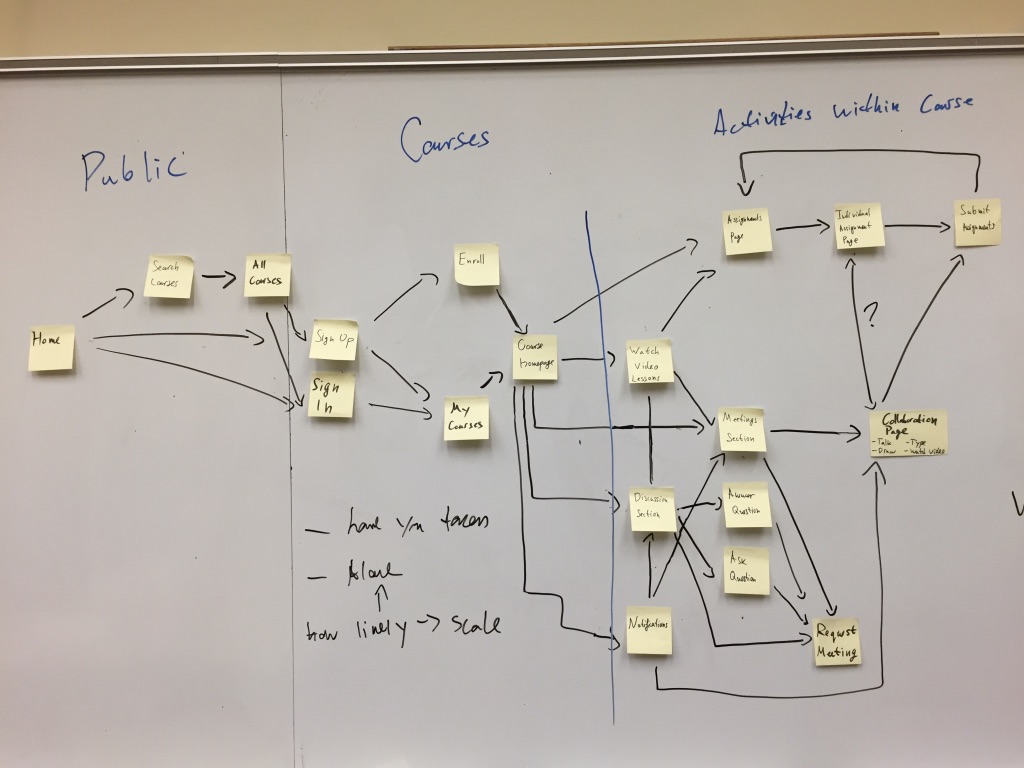 Public
Courses
Activities within Course
Home
Search
Courses
All
Courses
Sign Up
Sign
In
Enroll
My
Courses
Course
Homepage
Watch
Video
Lessons
Discussion
Section
Notifications
Assignments
Page
Individual
Assignment
Page
Submit
Assignments
?
Meetings
Section
Answer
Question
Ask
Question
Request
Meeting
Collaboration
Page
-Talk -Type
-Draw -Watch video
- have you
-
how likely -> scale